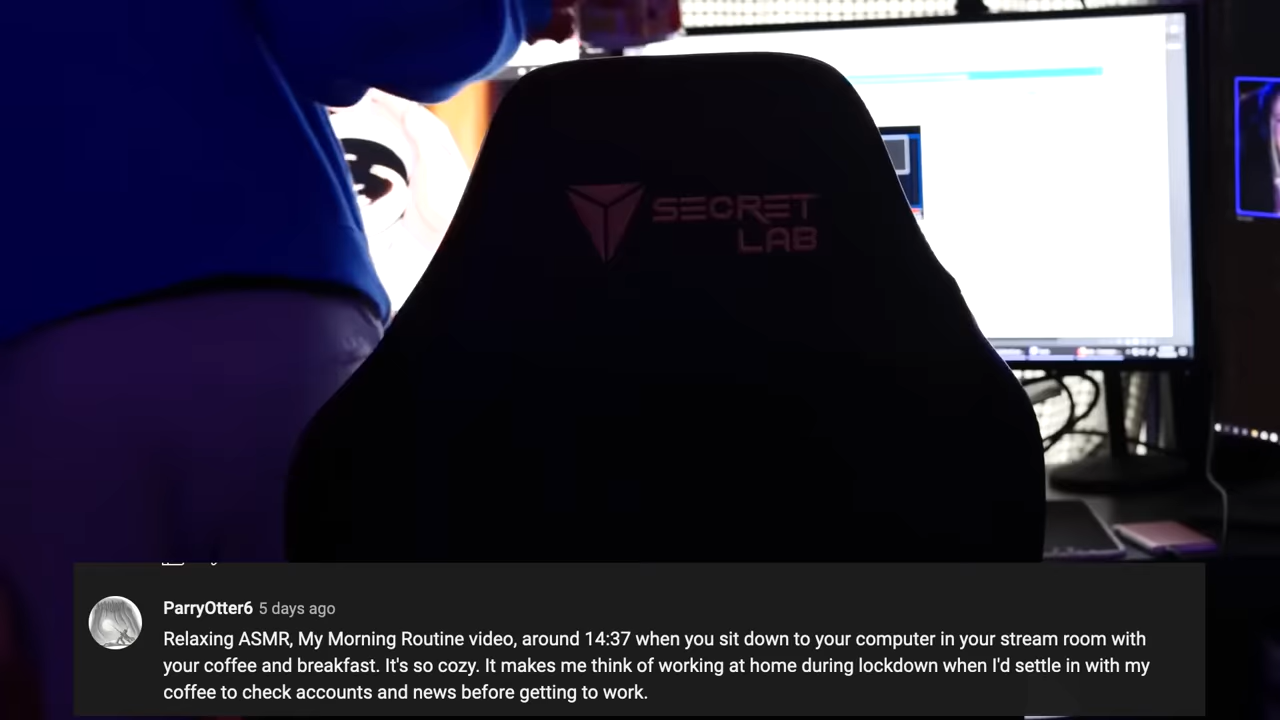 SECRET
LAB
ParryOtter6 5 days ago
Relaxing ASMR, My Morning Routine video, around 14:37 when you sit down to your computer in your stream room with
your coffee and breakfast. It's so cozy. It makes me think of working at home during lockdown when I'd settle in with my
coffee to check accounts and news before getting to work.